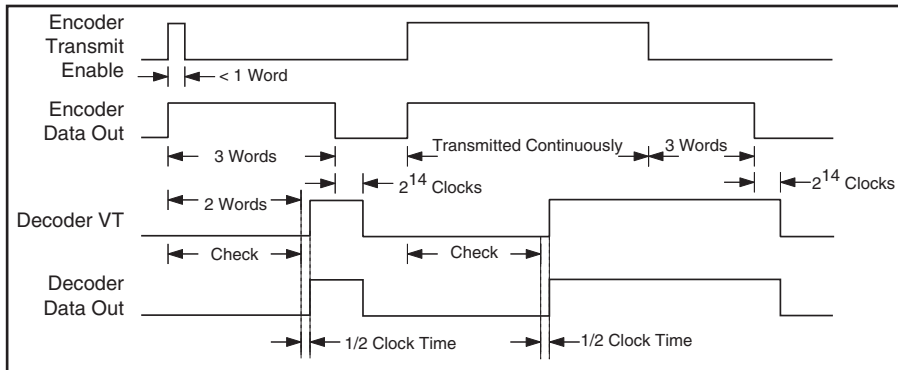 Encoder
Transmit
Enable
< 1 Word
Encoder
Data Out
3 Words
Transmitted Continuously
3 Words
2^14 Clocks
2^14 Clocks
2 Words
Decoder VT
Check
Check
Decoder
Data Out
1/2 Clock Time
1/2 Clock Time